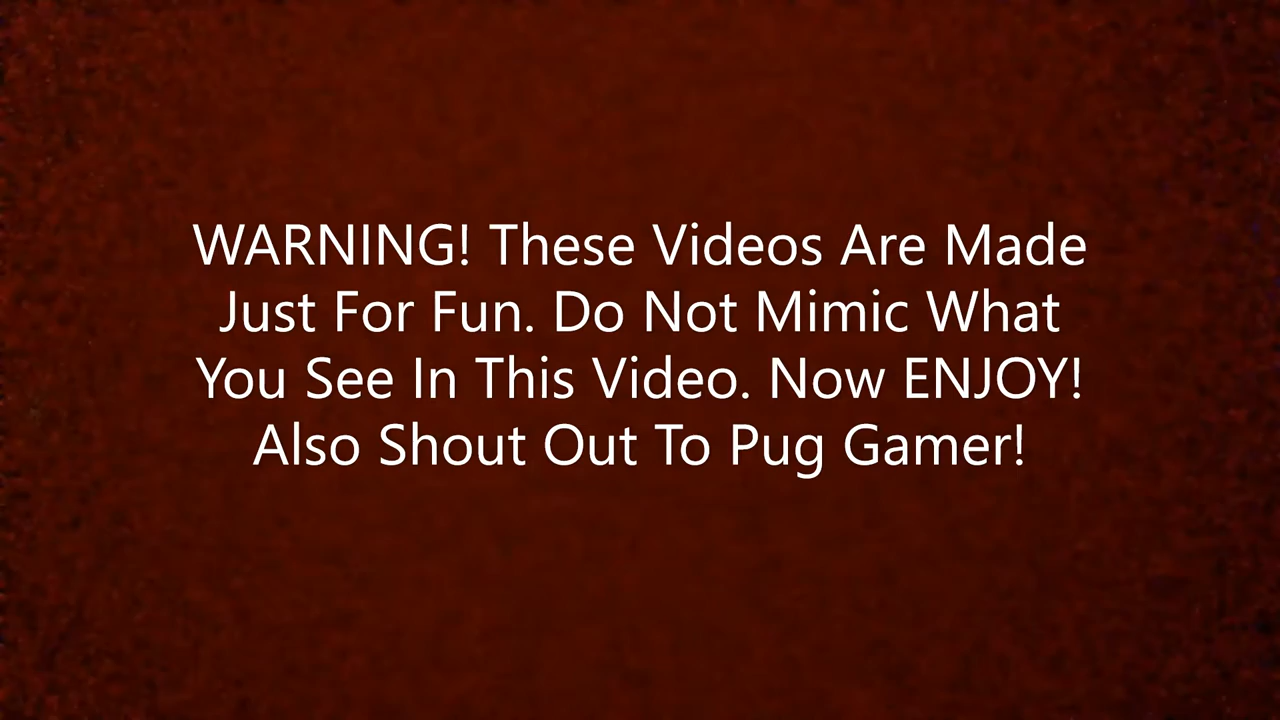 WARNING! These Videos Are Made
Just For Fun. Do Not Mimic What
You See In This Video. Now ENJOY!
Also Shout Out To Pug Gamer!